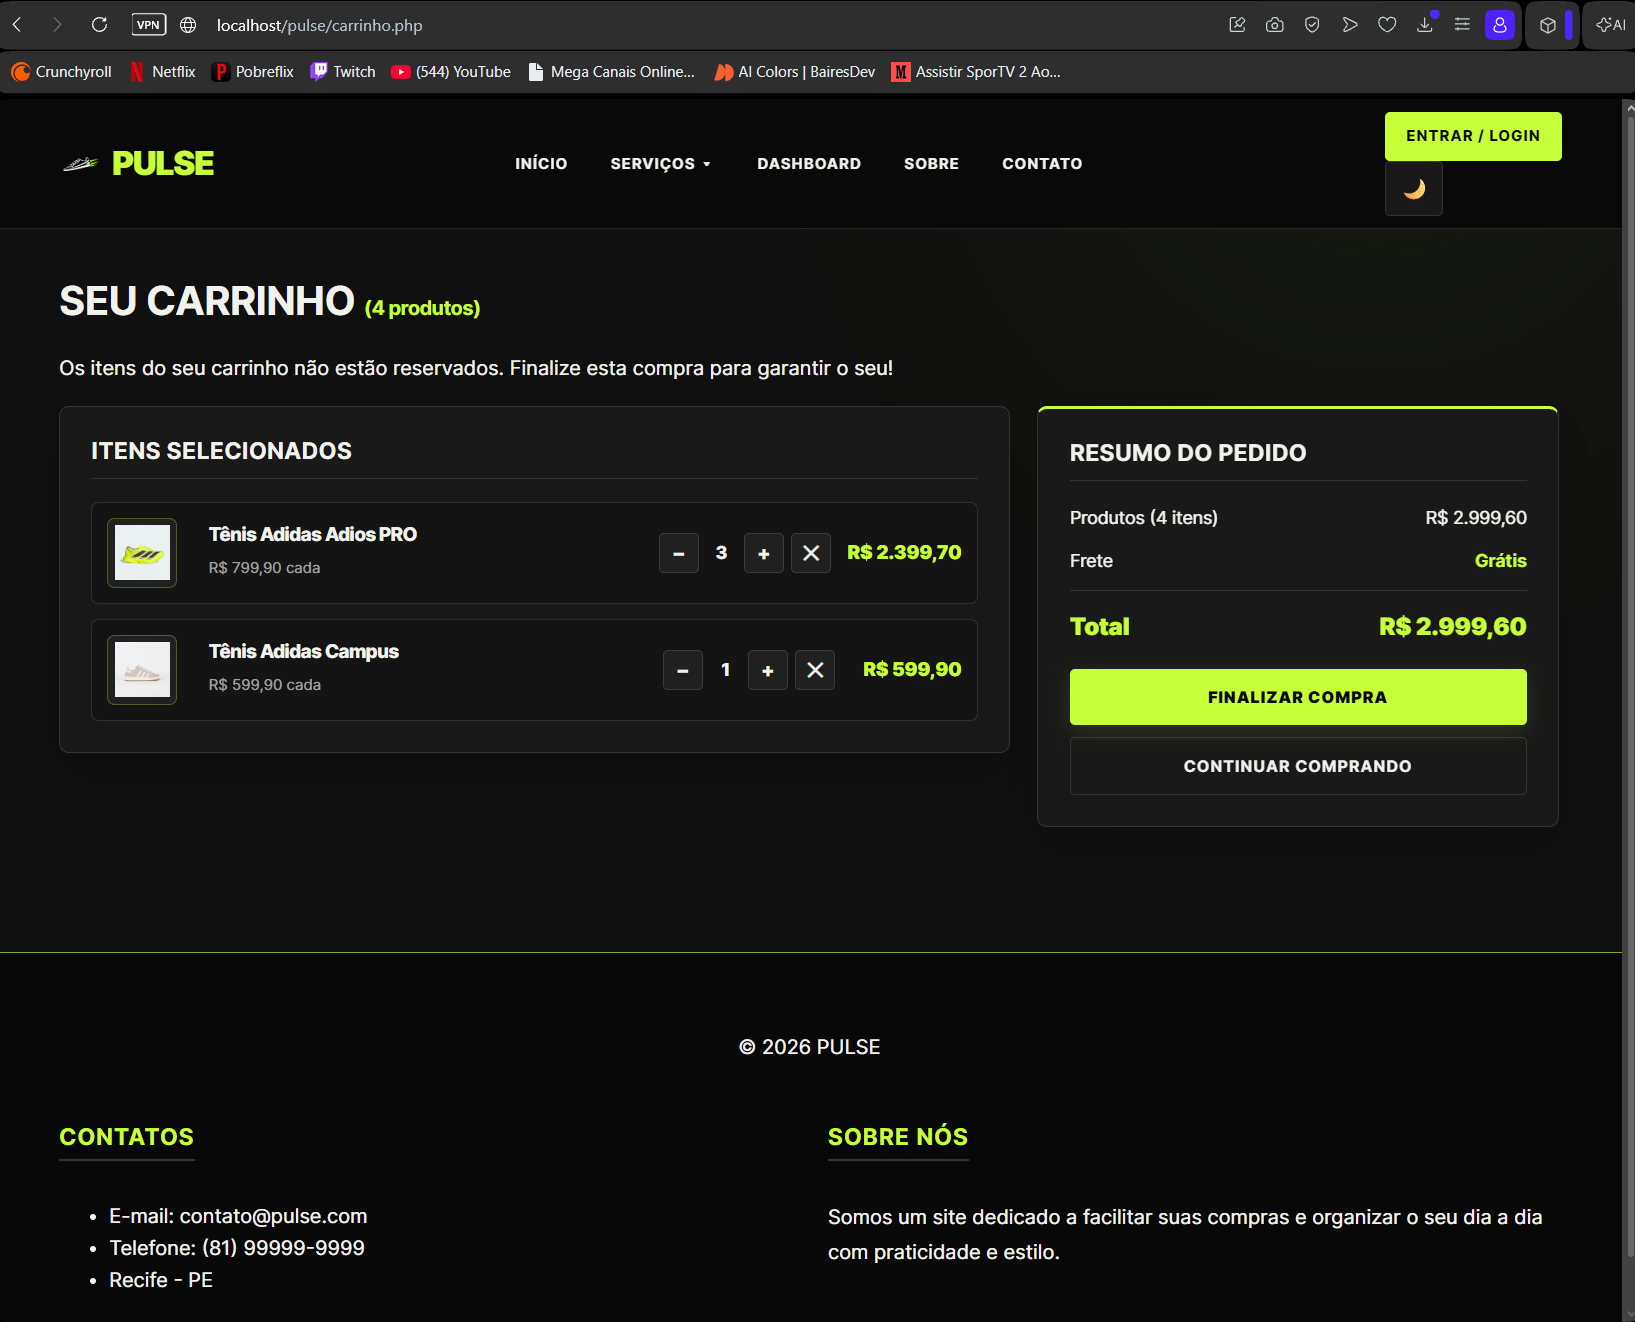 VPN
localhost/pulse/carrinho.php
AI
Crunchyroll
Netflix
Pobreflix
Twitch
(544) YouTube
Mega Canais Online...
AI Colors | BairesDev
Assistir SporTV 2 Ao...
PULSE
INÍCIO
SERVIÇOS
DASHBOARD
SOBRE
CONTATO
ENTRAR / LOGIN
SEU CARRINHO (4 produtos)
Os itens do seu carrinho não estão reservados. Finalize esta compra para garantir o seu!
ITENS SELECIONADOS
Tênis Adidas Adios PRO
R$ 799,90 cada
− 3 + ✕ R$ 2.399,70
Tênis Adidas Campus
R$ 599,90 cada
− 1 + ✕ R$ 599,90
RESUMO DO PEDIDO
Produtos (4 itens) R$ 2.999,60
Frete Grátis
Total R$ 2.999,60
FINALIZAR COMPRA
CONTINUAR COMPRANDO
© 2026 PULSE
CONTATOS
• E-mail: contato@pulse.com
• Telefone: (81) 99999-9999
• Recife - PE
SOBRE NÓS
Somos um site dedicado a facilitar suas compras e organizar o seu dia a dia
com praticidade e estilo.